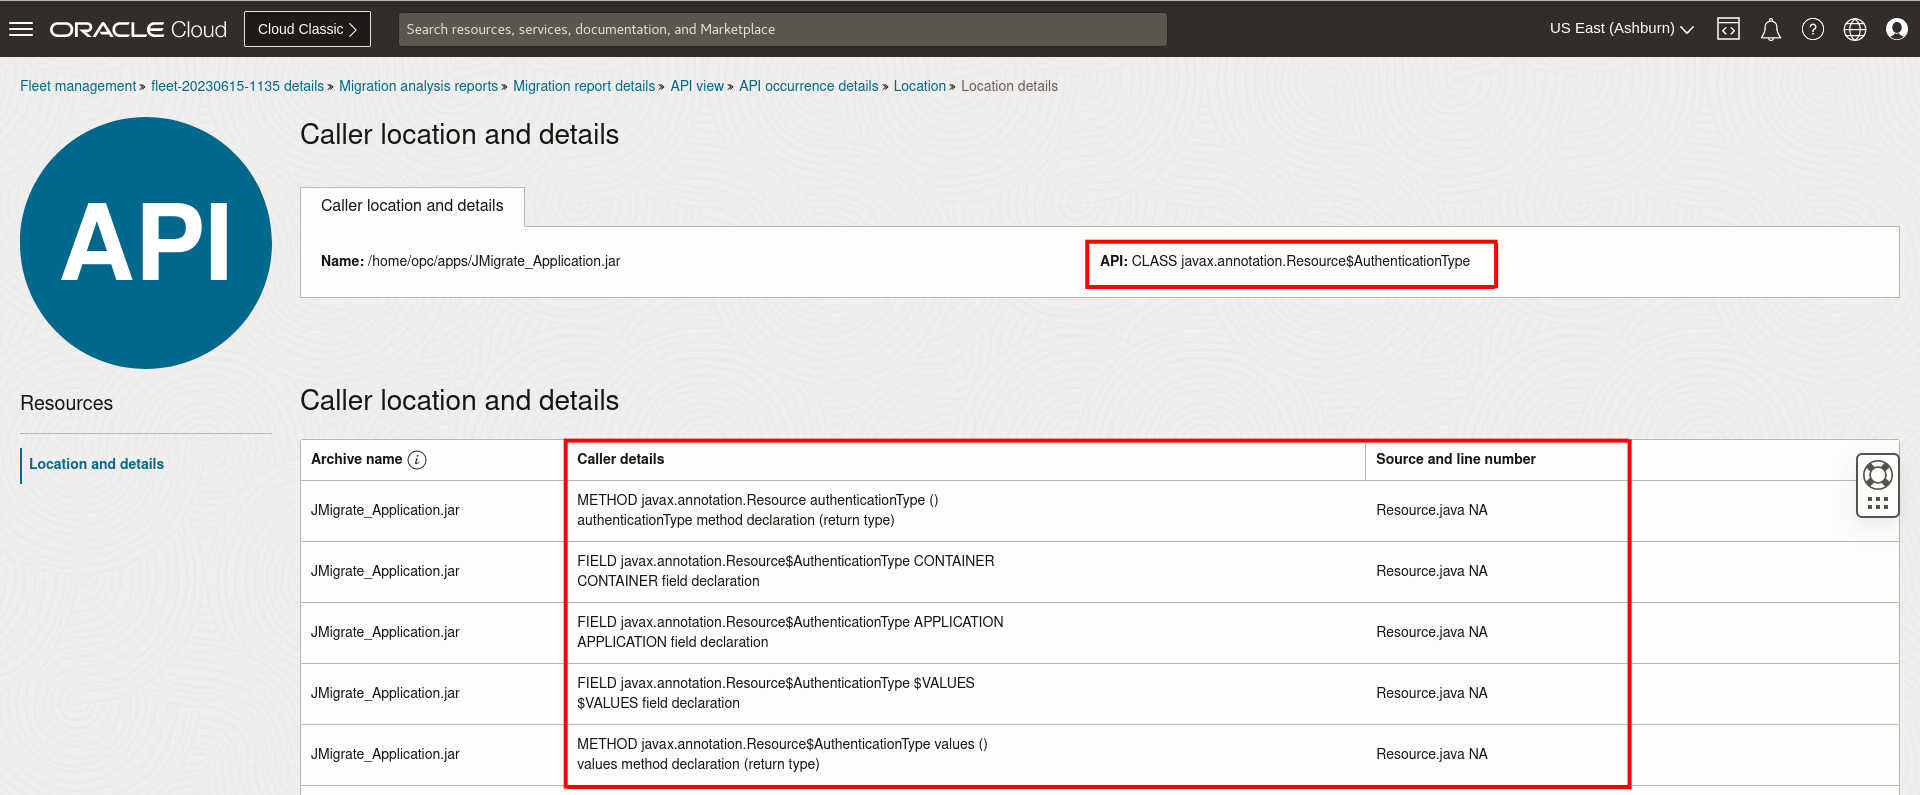 ORACLE Cloud
Cloud Classic
Search resources, services, documentation, and Marketplace
US East (Ashburn)
Fleet management » fleet-20230615-1135 details » Migration analysis reports » Migration report details » API view » API occurrence details » Location » Location details
API
Caller location and details
Caller location and details
Name: /home/opc/apps/JMigrate_Application.jar
API: CLASS javax.annotation.Resource$AuthenticationType
Resources
Location and details
Caller location and details
Archive name i
Caller details
Source and line number
JMigrate_Application.jar
METHOD javax.annotation.Resource authenticationType ()
authenticationType method declaration (return type)
Resource.java NA
JMigrate_Application.jar
FIELD javax.annotation.Resource$AuthenticationType CONTAINER
CONTAINER field declaration
Resource.java NA
JMigrate_Application.jar
FIELD javax.annotation.Resource$AuthenticationType APPLICATION
APPLICATION field declaration
Resource.java NA
JMigrate_Application.jar
FIELD javax.annotation.Resource$AuthenticationType $VALUES
$VALUES field declaration
Resource.java NA
JMigrate_Application.jar
METHOD javax.annotation.Resource$AuthenticationType values ()
values method declaration (return type)
Resource.java NA